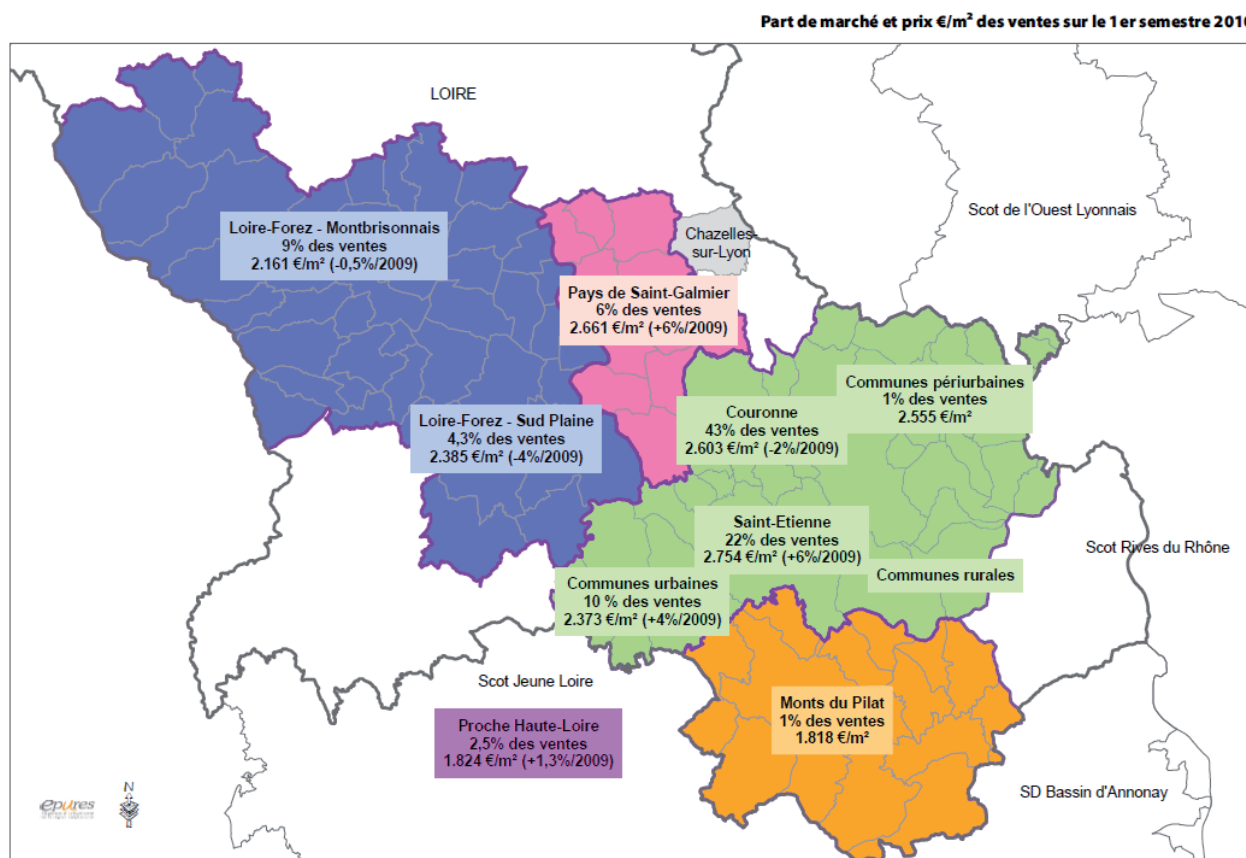 Part de marché et prix €/m² des ventes sur le 1er semestre 2010
LOIRE
Scot de l'Ouest Lyonnais
Loire-Forez - Montbrisonnais
9% des ventes
2.161 €/m² (-0,5%/2009)
Chazelles-
sur-Lyon
Pays de Saint-Galmier
6% des ventes
2.661 €/m² (+6%/2009)
Communes périurbaines
1% des ventes
2.555 €/m²
Couronne
43% des ventes
2.603 €/m² (-2%/2009)
Loire-Forez - Sud Plaine
4,3% des ventes
2.385 €/m² (-4%/2009)
Saint-Etienne
22% des ventes
2.754 €/m² (+6%/2009)
Scot Rives du Rhône
Communes rurales
Communes urbaines
10 % des ventes
2.373 €/m² (+4%/2009)
Scot Jeune Loire
Monts du Pilat
1% des ventes
1.818 €/m²
Proche Haute-Loire
2,5% des ventes
1.824 €/m² (+1,3%/2009)
SD Bassin d'Annonay
N
epures